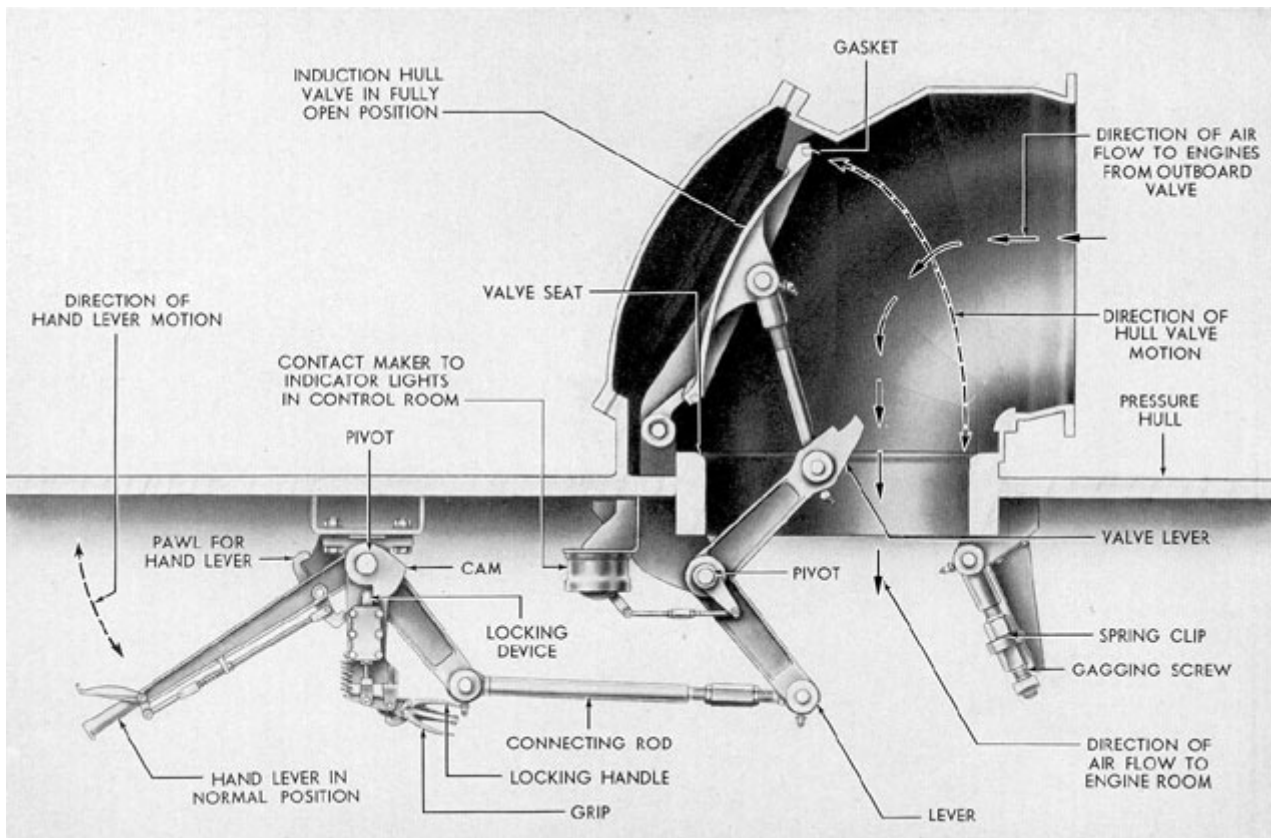 GASKET
INDUCTION HULL
VALVE IN FULLY
OPEN POSITION
DIRECTION OF AIR
FLOW TO ENGINES
FROM OUTBOARD
VALVE
DIRECTION OF
HAND LEVER MOTION
VALVE SEAT
DIRECTION OF
HULL VALVE
MOTION
CONTACT MAKER TO
INDICATOR LIGHTS
IN CONTROL ROOM
PRESSURE
HULL
PIVOT
PAWL FOR
HAND LEVER
CAM
VALVE LEVER
PIVOT
LOCKING
DEVICE
SPRING CLIP
GAGGING SCREW
CONNECTING ROD
DIRECTION OF
AIR FLOW TO
ENGINE ROOM
HAND LEVER IN
NORMAL POSITION
LOCKING HANDLE
GRIP
LEVER